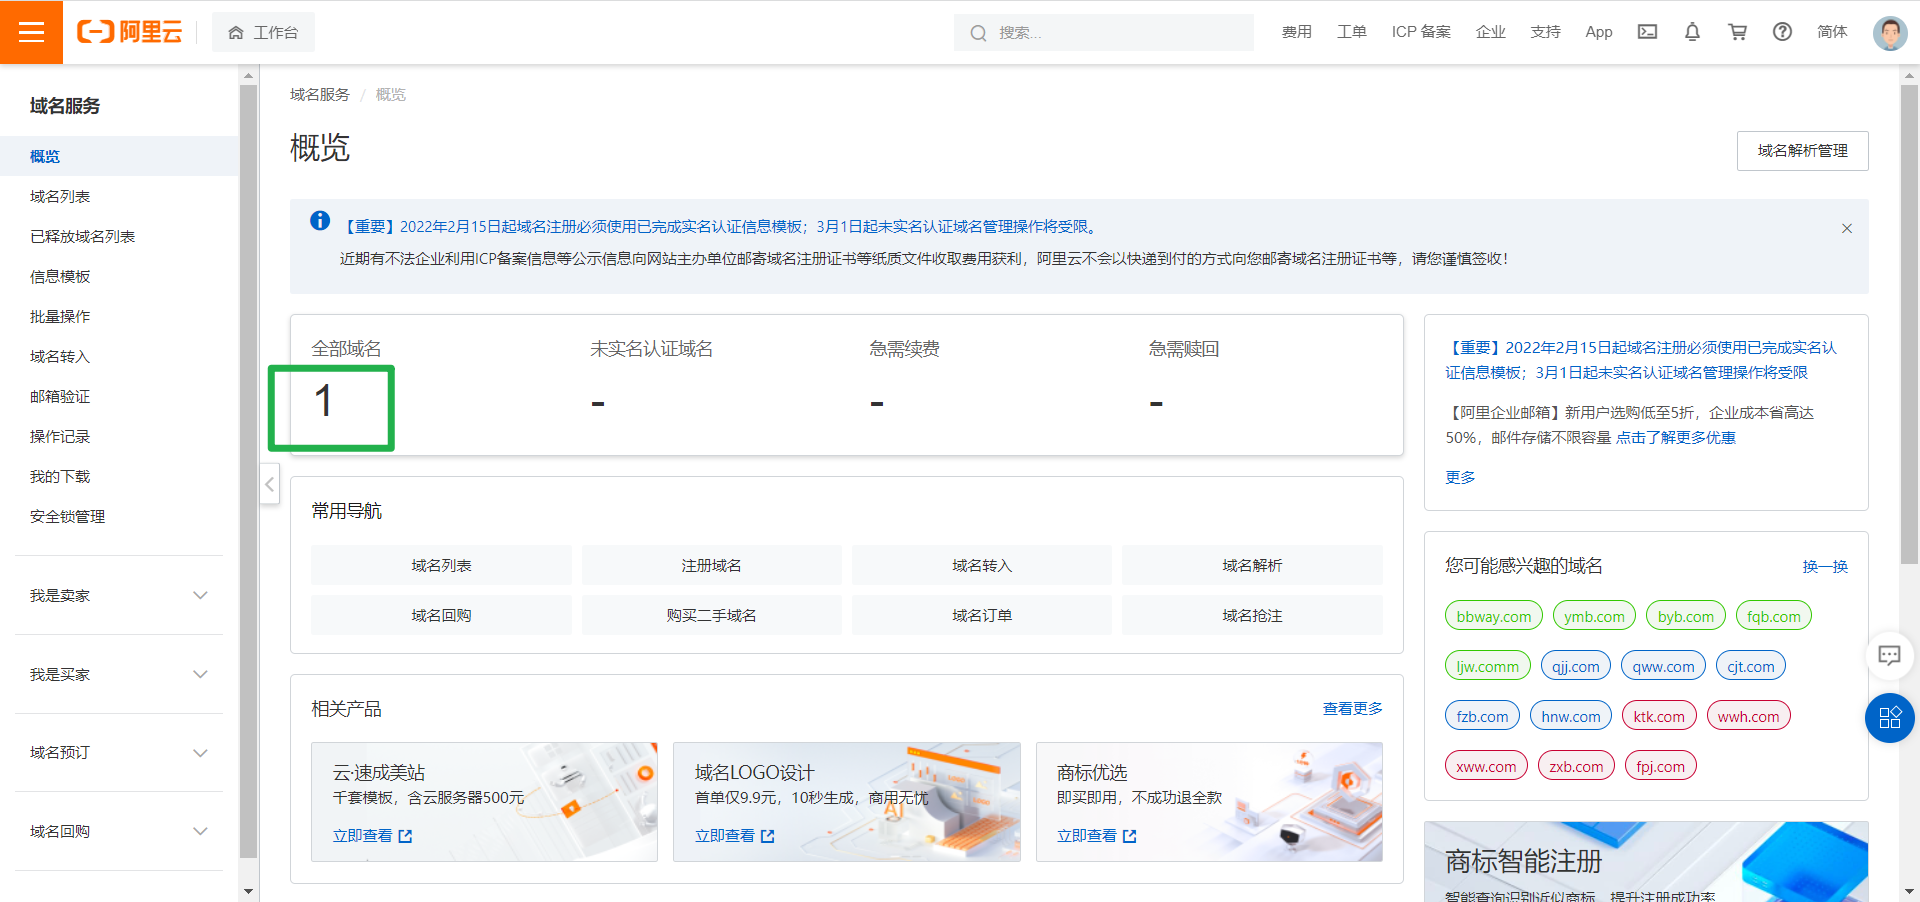 阿里云
工作台
搜索...
费用
工单
ICP 备案
企业
支持
App
简体
域名服务
概览
域名列表
已释放域名列表
信息模板
批量操作
域名转入
邮箱验证
操作记录
我的下载
安全锁管理
我是卖家
我是买家
域名预订
域名回购
域名服务 / 概览
概览
域名解析管理
【重要】2022年2月15日起域名注册必须使用已完成实名认证信息模板；3月1日起未实名认证域名管理操作将受限。
近期有不法企业利用ICP备案信息等公示信息向网站主办单位邮寄域名注册证书等纸质文件收取费用获利，阿里云不会以快递到付的方式向您邮寄域名注册证书等，请您谨慎签收！
全部域名
1
未实名认证域名
-
急需续费
-
急需赎回
-
常用导航
域名列表
注册域名
域名转入
域名解析
域名回购
购买二手域名
域名订单
域名抢注
相关产品
查看更多
云·速成美站
千套模板，含云服务器500元
立即查看
域名LOGO设计
首单仅9.9元，10秒生成，商用无忧
立即查看
商标优选
即买即用，不成功退全款
立即查看
【重要】2022年2月15日起域名注册必须使用已完成实名认
证信息模板；3月1日起未实名认证域名管理操作将受限
【阿里企业邮箱】新用户选购低至5折，企业成本省高达
50%，邮件存储不限容量 点击了解更多优惠
更多
您可能感兴趣的域名
换一换
bbway.com
ymb.com
byb.com
fqb.com
ljw.comm
qjj.com
qww.com
cjt.com
fzb.com
hnw.com
ktk.com
wwh.com
xww.com
zxb.com
fpj.com
商标智能注册
智能查询识别近似商标，提升注册成功率